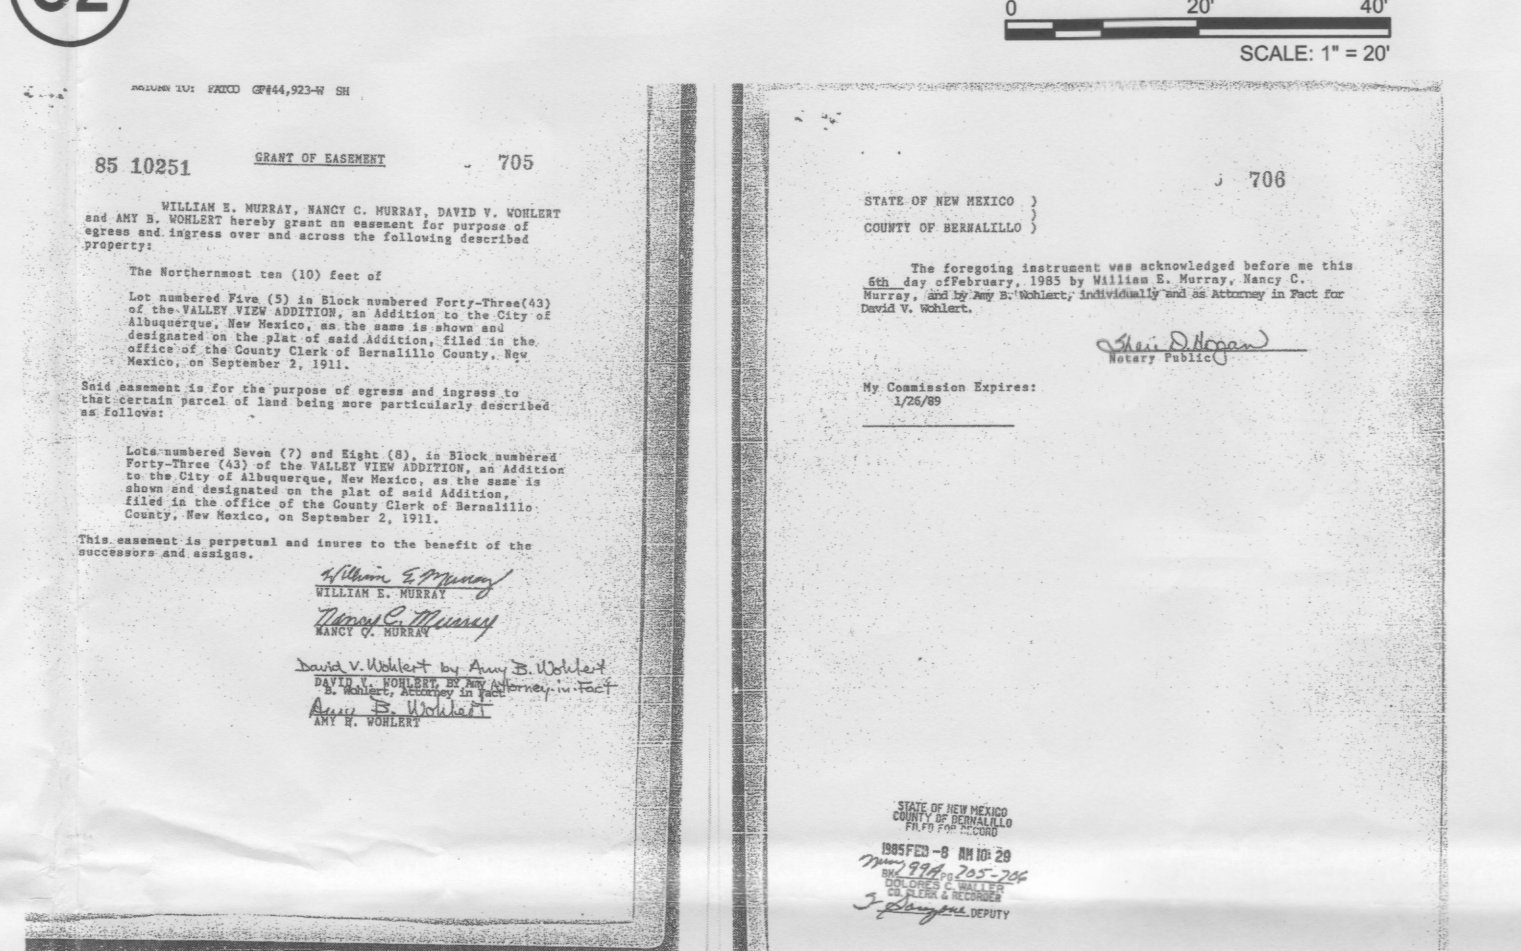 0 20' 40'
SCALE: 1" = 20'
TO: FATCO GF#44,923-W SH
85 10251
GRANT OF EASEMENT
705
WILLIAM E. MURRAY, NANCY C. MURRAY, DAVID V. WOHLERT
and AMY B. WOHLERT hereby grant an easement for purpose of
egress and ingress over and across the following described
property:
The Northernmost ten (10) feet of
Lot numbered Five (5) in Block numbered Forty-Three(43)
of the VALLEY VIEW ADDITION, an Addition to the City of
Albuquerque, New Mexico, as the same is shown and
designated on the plat of said Addition, filed in the
office of the County Clerk of Bernalillo County, New
Mexico, on September 2, 1911.
Said easement is for the purpose of egress and ingress to
that certain parcel of land being more particularly described
as follows:
Lots numbered Seven (7) and Eight (8), in Block numbered
Forty-Three (43) of the VALLEY VIEW ADDITION, an Addition
to the City of Albuquerque, New Mexico, as the same is
shown and designated on the plat of said Addition,
filed in the office of the County Clerk of Bernalillo
County, New Mexico, on September 2, 1911.
This easement is perpetual and inures to the benefit of the
successors and assigns.
William E. Murray
WILLIAM E. MURRAY
Nancy C. Murray
NANCY C. MURRAY
David V. Wohlert by Amy B. Wohlert
Attorney-in-Fact
DAVID V. WOHLERT, BY Amy
B. Wohlert, Attorney in Fact
Amy B. Wohlert
AMY B. WOHLERT
706
STATE OF NEW MEXICO )
)
COUNTY OF BERNALILLO )
The foregoing instrument was acknowledged before me this
6th day ofFebruary, 1985 by William E. Murray, Nancy C.
Murray, and by Amy B. Wohlert, individually and as Attorney in Fact for
David V. Wohlert.
Sheri D. Hogan
Notary Public
My Commission Expires:
1/26/89
STATE OF NEW MEXICO
COUNTY OF BERNALILLO
FILED FOR RECORD
1985 FEB -8 AM 10: 29
BK 99A PG 705-706
DOLORES C. WALLER
CO. CLERK & RECORDER
DEPUTY